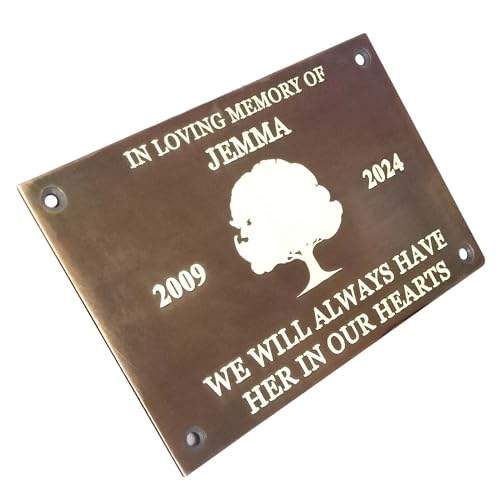 IN LOVING MEMORY OF
JEMMA
2009
2024
WE WILL ALWAYS HAVE
HER IN OUR HEARTS